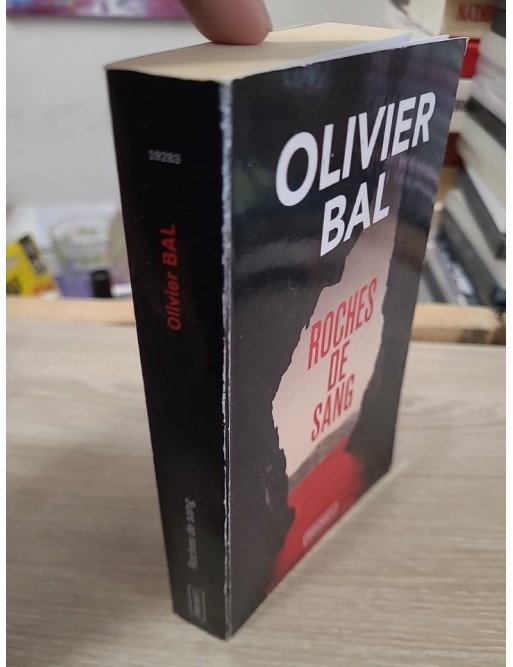 19283
Olivier BAL
Roches de sang
OLIVIER
BAL
ROCHES
DE
SANG